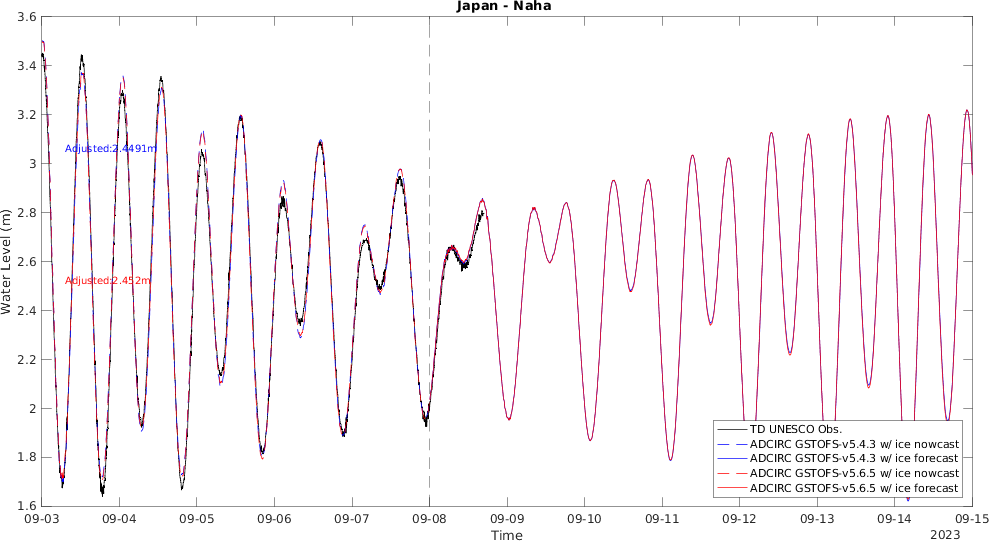 Japan - Naha
Water Level (m)
3.6
3.4
3.2
3
2.8
2.6
2.4
2.2
2
1.8
1.6
Adjusted:2.4491m
Adjusted:2.452m
TD UNESCO Obs.
ADCIRC GSTOFS-v5.4.3 w/ ice nowcast
ADCIRC GSTOFS-v5.4.3 w/ ice forecast
ADCIRC GSTOFS-v5.6.5 w/ ice nowcast
ADCIRC GSTOFS-v5.6.5 w/ ice forecast
09-03 09-04 09-05 09-06 09-07 09-08 09-09 09-10 09-11 09-12 09-13 09-14 09-15
Time
2023